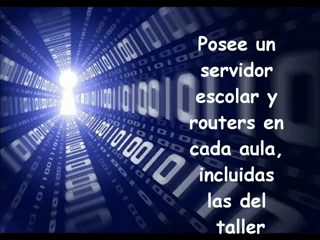 Posee un
servidor
escolar y
routers en
cada aula,
incluidas
las del
taller